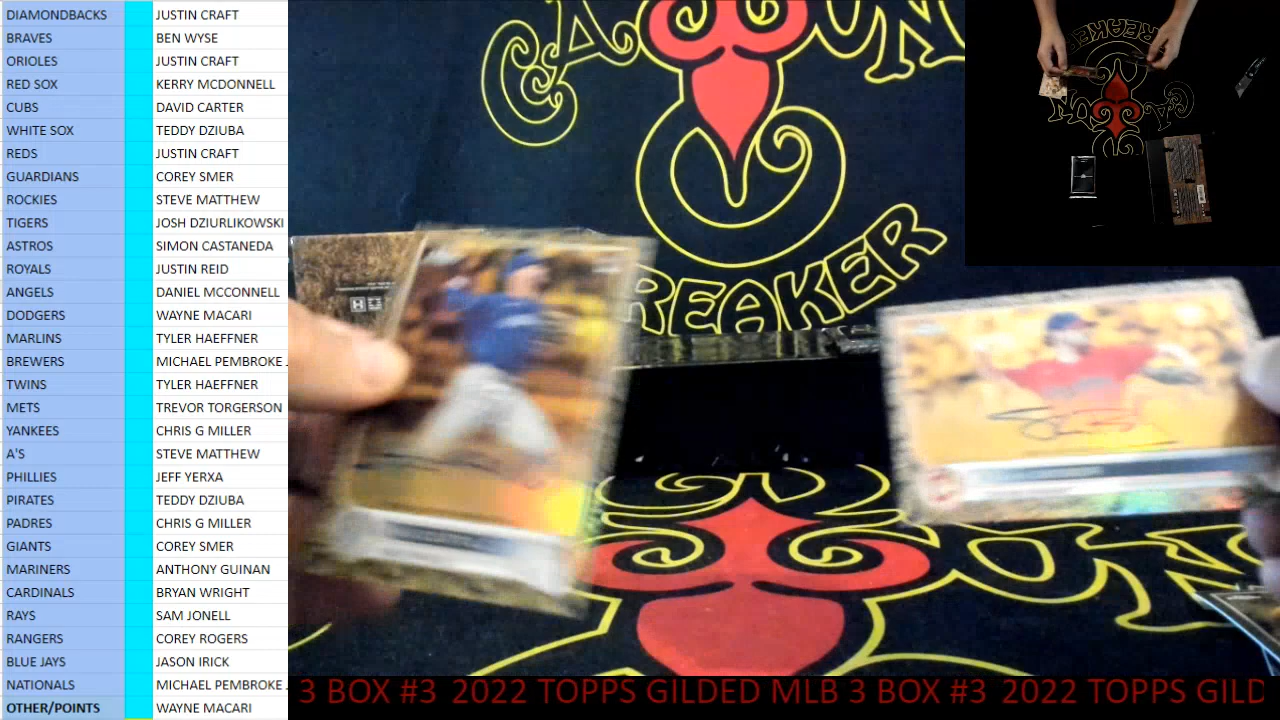 DIAMONDBACKS JUSTIN CRAFT
BRAVES BEN WYSE
ORIOLES JUSTIN CRAFT
RED SOX KERRY MCDONNELL
CUBS DAVID CARTER
WHITE SOX TEDDY DZIUBA
REDS JUSTIN CRAFT
GUARDIANS COREY SMER
ROCKIES STEVE MATTHEW
TIGERS JOSH DZIURLIKOWSKI
ASTROS SIMON CASTANEDA
ROYALS JUSTIN REID
ANGELS DANIEL MCCONNELL
DODGERS WAYNE MACARI
MARLINS TYLER HAEFFNER
BREWERS MICHAEL PEMBROKE
TWINS TYLER HAEFFNER
METS TREVOR TORGERSON
YANKEES CHRIS G MILLER
A'S STEVE MATTHEW
PHILLIES JEFF YERXA
PIRATES TEDDY DZIUBA
PADRES CHRIS G MILLER
GIANTS COREY SMER
MARINERS ANTHONY GUINAN
CARDINALS BRYAN WRIGHT
RAYS SAM JONELL
RANGERS COREY ROGERS
BLUE JAYS JASON IRICK
NATIONALS MICHAEL PEMBROKE
OTHER/POINTS WAYNE MACARI
CAJUN
BREAKER
3 BOX #3 2022 TOPPS GILDED MLB 3 BOX #3 2022 TOPPS GILD